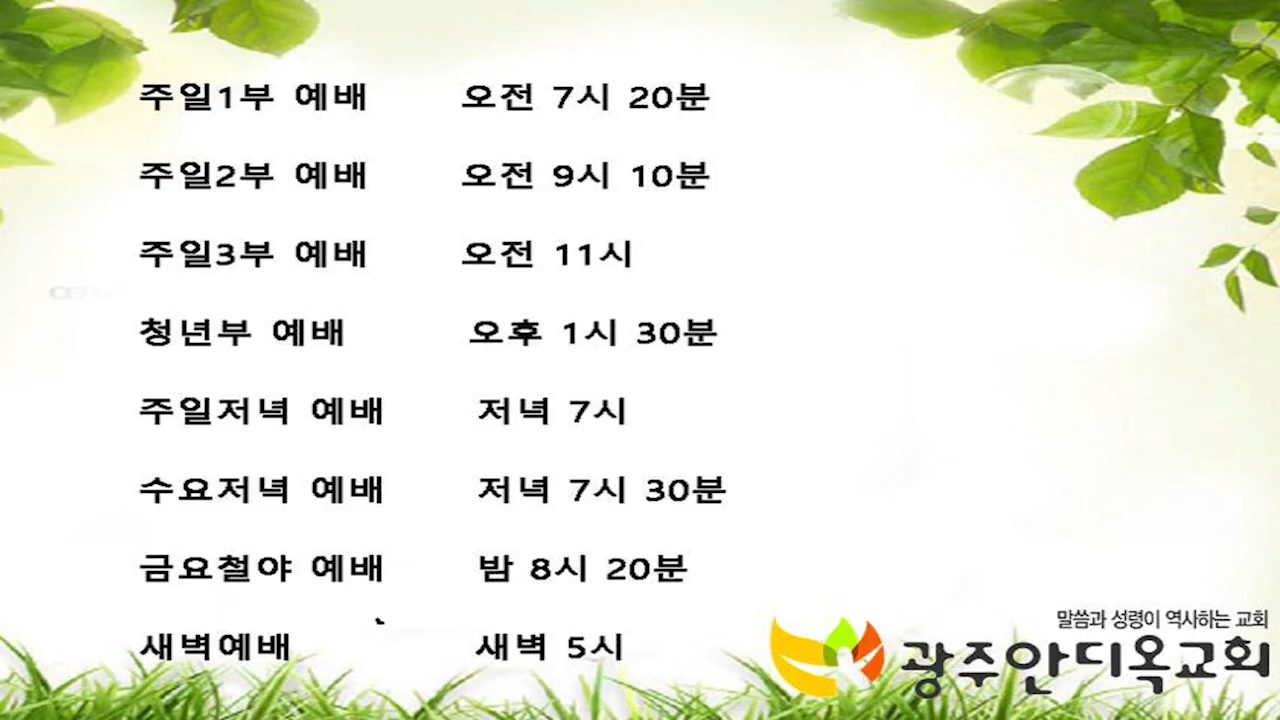 주일1부 예배 오전 7시 20분
주일2부 예배 오전 9시 10분
주일3부 예배 오전 11시
청년부 예배 오후 1시 30분
주일저녁 예배 저녁 7시
수요저녁 예배 저녁 7시 30분
금요철야 예배 밤 8시 20분
새벽예배 새벽 5시
말씀과 성령이 역사하는 교회
광주안디옥교회